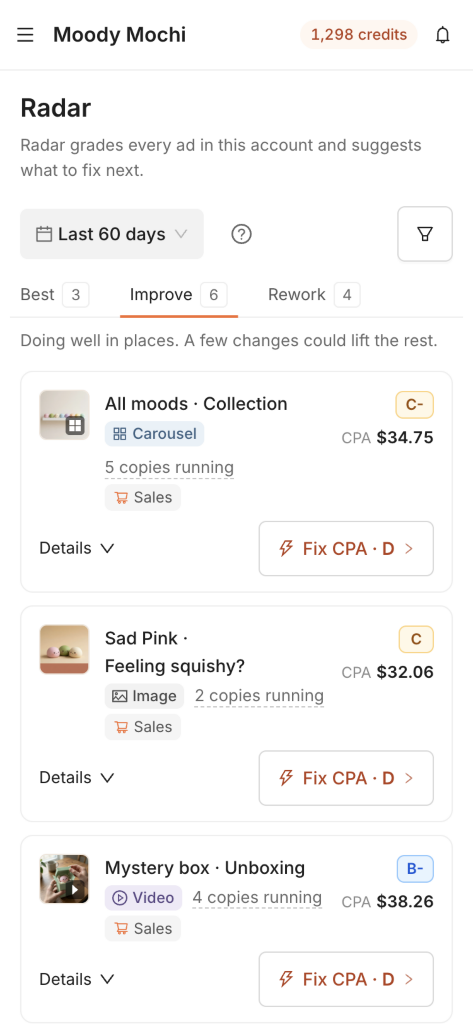 Moody Mochi
1,298 credits
Radar
Radar grades every ad in this account and suggests
what to fix next.
Last 60 days
?
Best 3
Improve 6
Rework 4
Doing well in places. A few changes could lift the rest.
All moods · Collection
C-
Carousel
CPA $34.75
5 copies running
Sales
Details
Fix CPA · D
Sad Pink ·
Feeling squishy?
C
CPA $32.06
Image
2 copies running
Sales
Details
Fix CPA · D
Mystery box · Unboxing
B-
Video
4 copies running
CPA $38.26
Sales
Details
Fix CPA · D